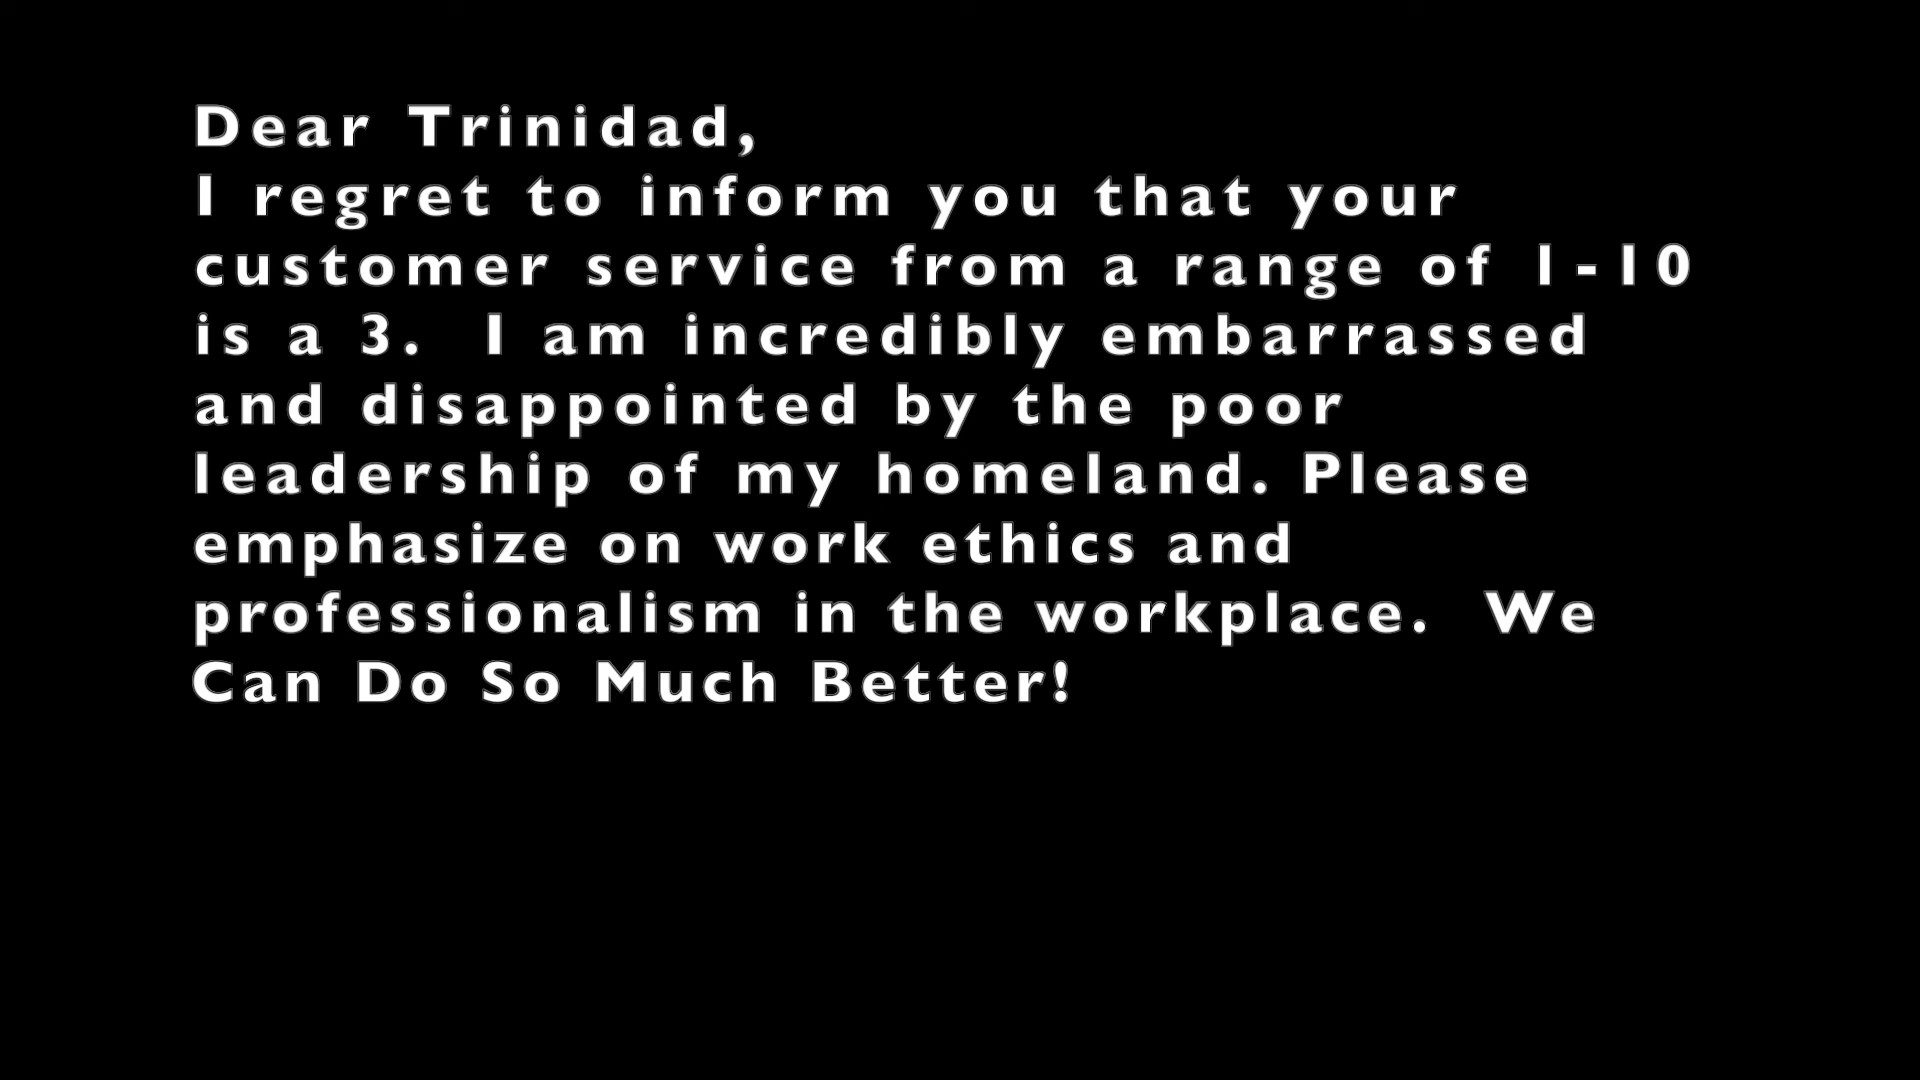 Dear Trinidad,
I regret to inform you that your
customer service from a range of 1-10
is a 3.  I am incredibly embarrassed
and disappointed by the poor
leadership of my homeland. Please
emphasize on work ethics and
professionalism in the workplace.  We
Can Do So Much Better!